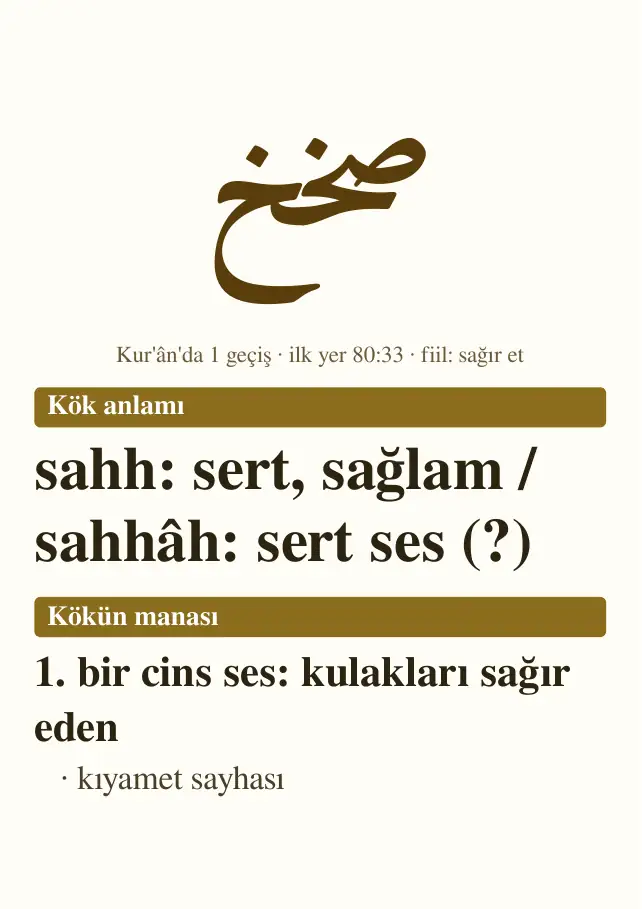 صخخ
Kur'ân'da 1 geçiş · ilk yer 80:33 · fiil: sağır et
Kök anlamı
sahh: sert, sağlam /
sahhâh: sert ses (?)
Kökün manası
1. bir cins ses: kulakları sağır
eden
· kıyamet sayhası